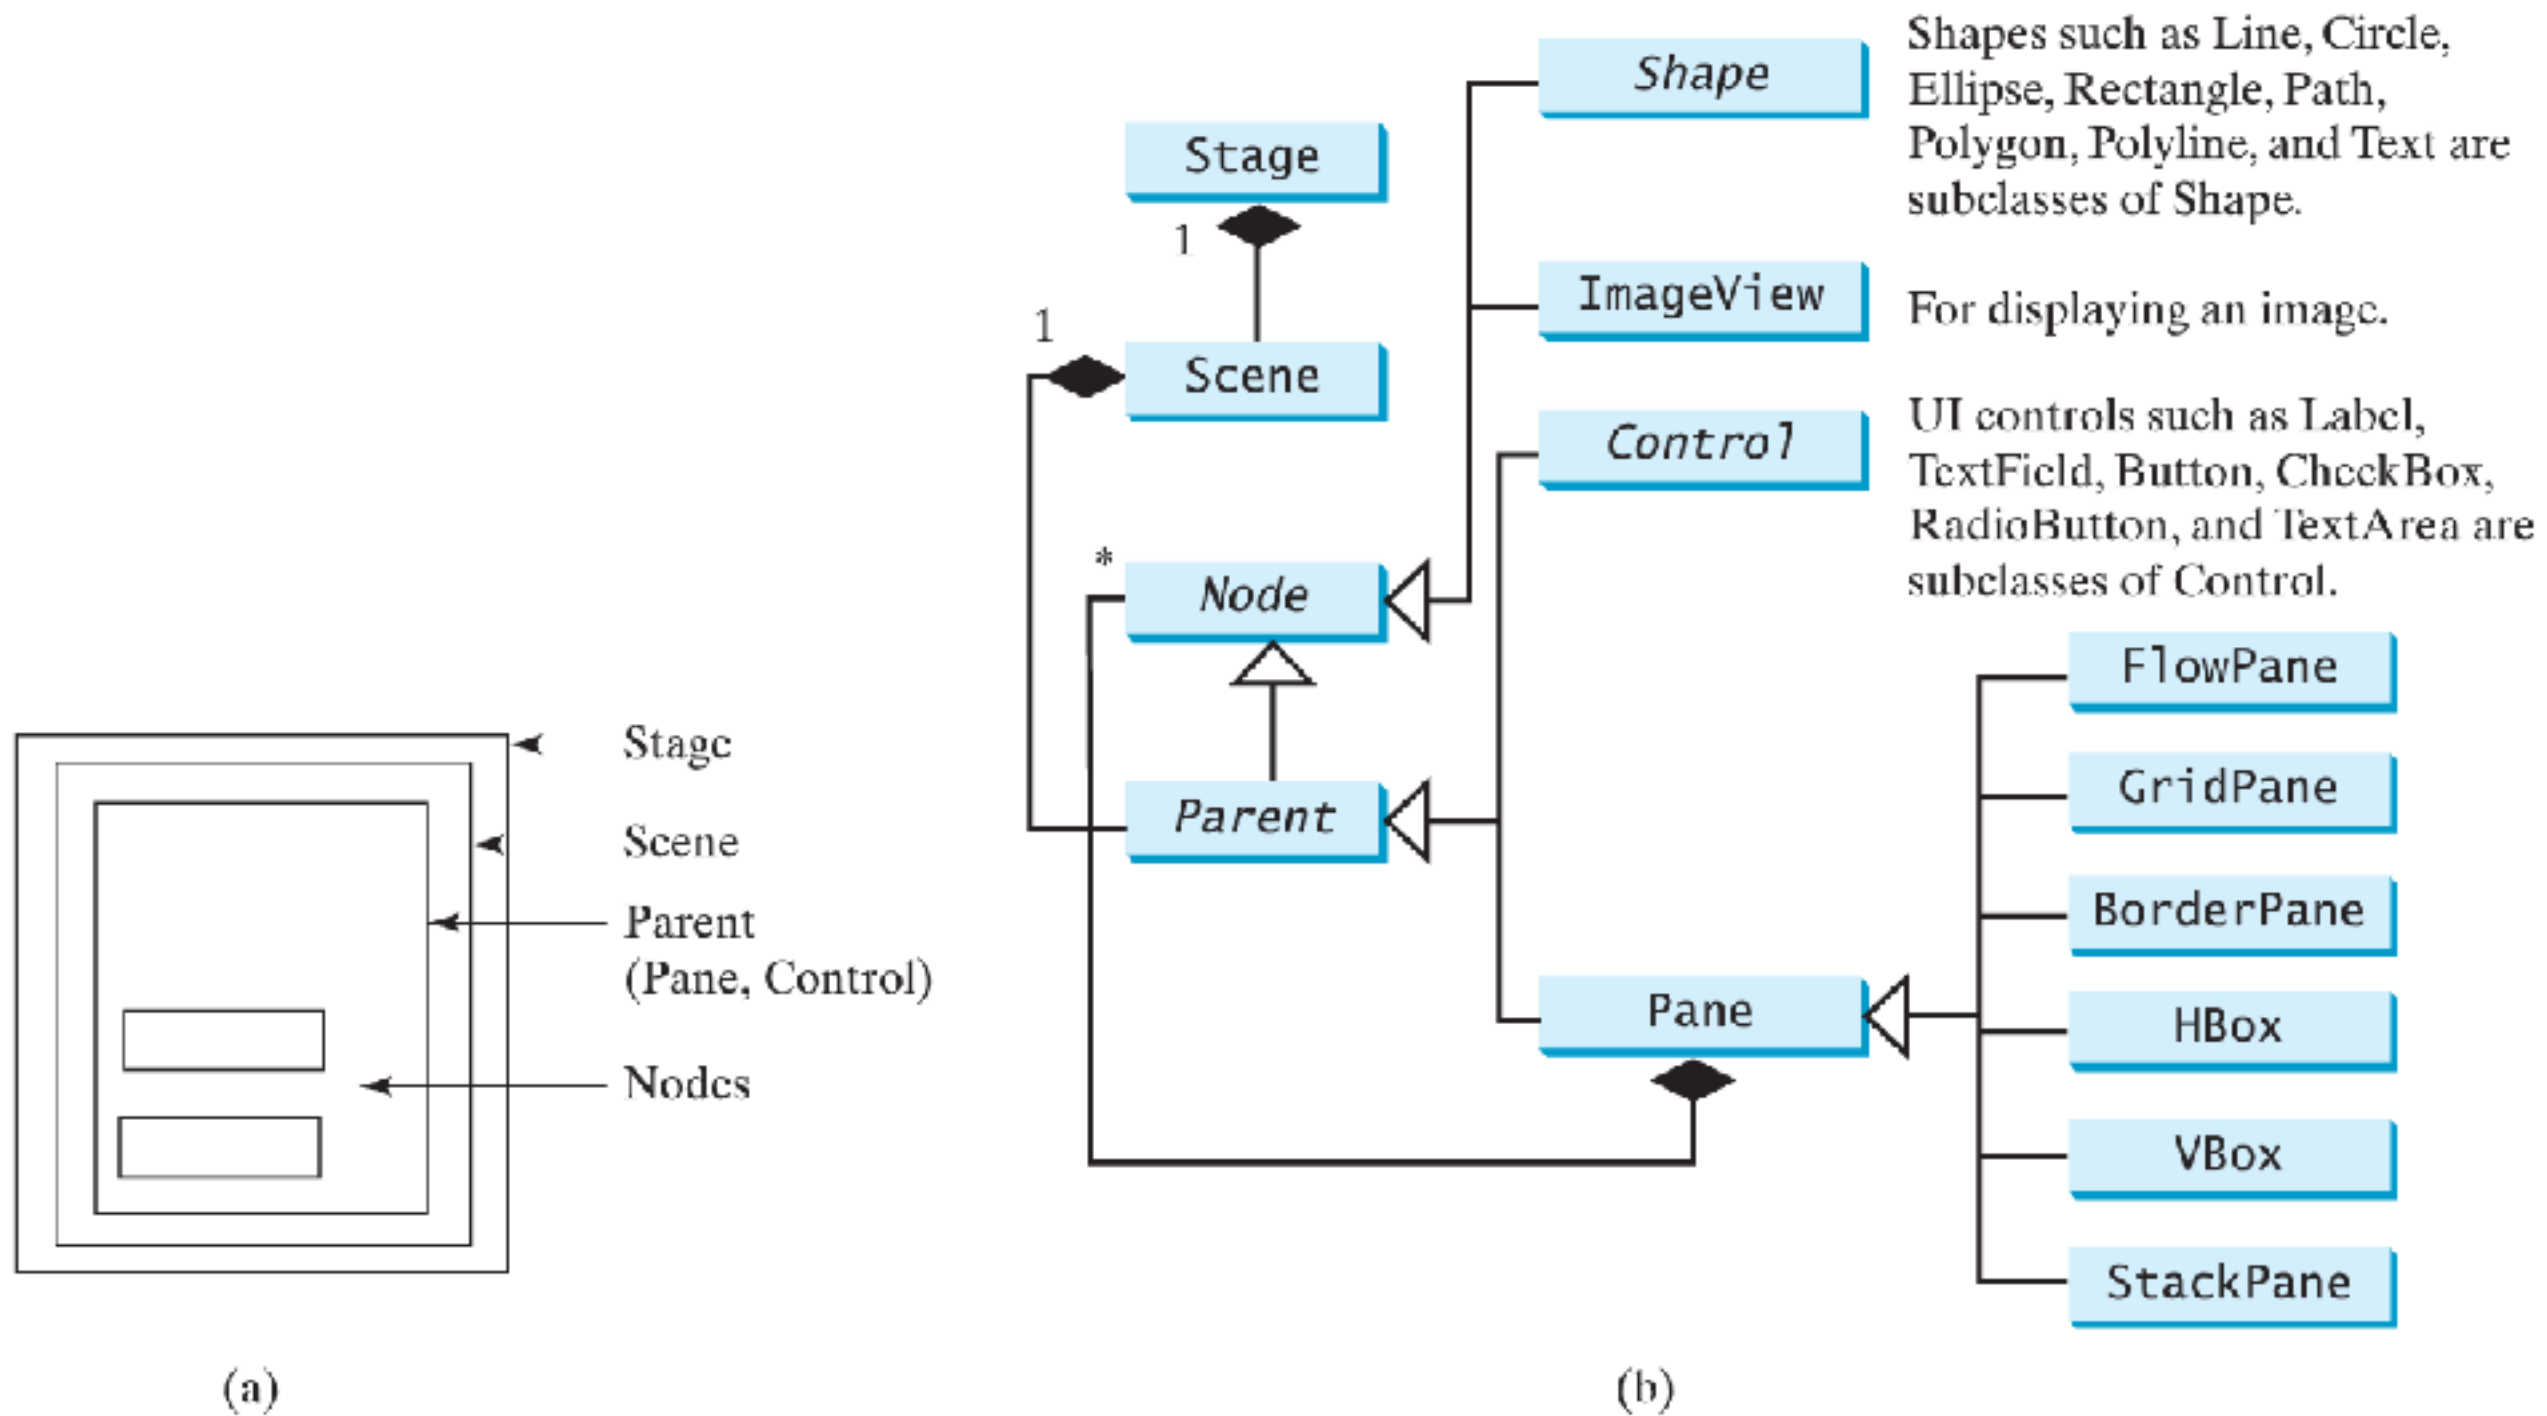 Stage
Scene
Parent
(Pane, Control)
Nodes
(a)
Stage
1
1
Scene
*
Node
Parent
Shape
Shapes such as Line, Circle,
Ellipse, Rectangle, Path,
Polygon, Polyline, and Text are
subclasses of Shape.
ImageView
For displaying an image.
Control
UI controls such as Label,
TextField, Button, CheckBox,
RadioButton, and TextArea are
subclasses of Control.
Pane
FlowPane
GridPane
BorderPane
HBox
VBox
StackPane
(b)